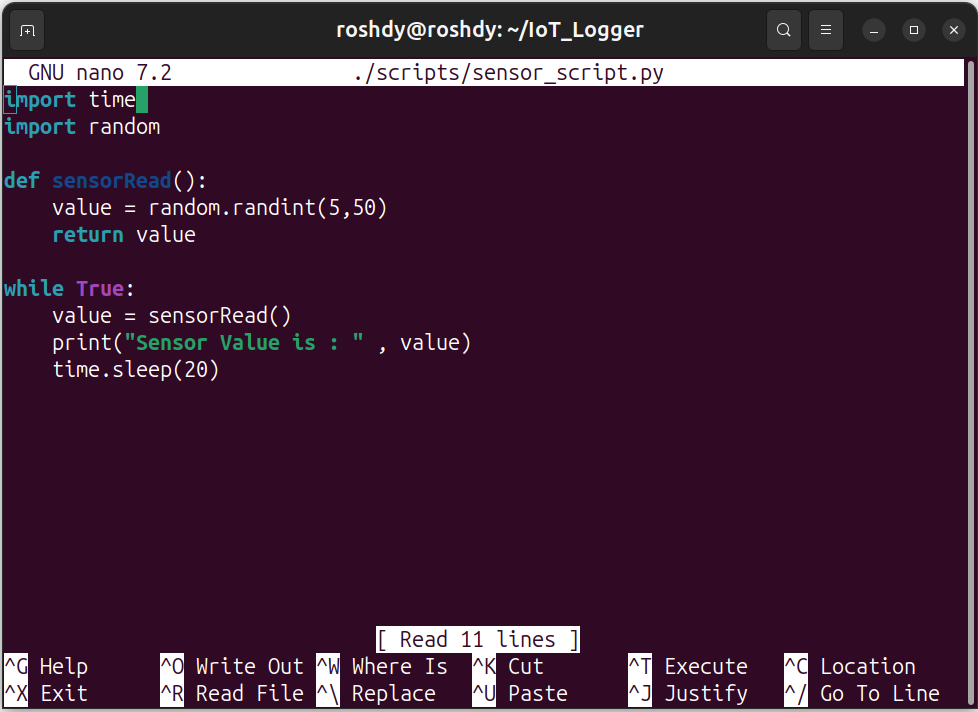 roshdy@roshdy: ~/IoT_Logger
GNU nano 7.2 ./scripts/sensor_script.py
import time
import random
def sensorRead():
    value = random.randint(5,50)
    return value
while True:
    value = sensorRead()
    print("Sensor Value is : " , value)
    time.sleep(20)
[ Read 11 lines ]
^G Help ^O Write Out ^W Where Is ^K Cut ^T Execute ^C Location
^X Exit ^R Read File ^\ Replace ^U Paste ^J Justify ^/ Go To Line